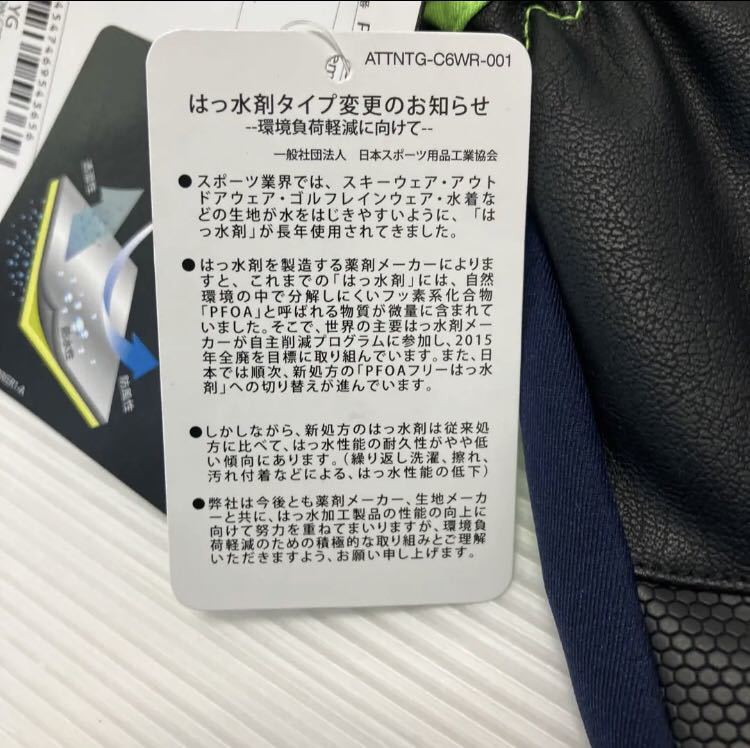 ATTNTG-C6WR-001
はっ水剤タイプ変更のお知らせ
--環境負荷軽減に向けて--
一般社団法人 日本スポーツ用品工業協会
●スポーツ業界では、スキーウェア・アウト
ドアウェア・ゴルフレインウェア・水着な
どの生地が水をはじきやすいように、「は
っ水剤」が長年使用されてきました。
●はっ水剤を製造する薬剤メーカーによりま
すと、これまでの「はっ水剤」には、自然
環境の中で分解しにくいフッ素系化合物
「PFOA」と呼ばれる物質が微量に含まれて
いました。そこで、世界の主要はっ水剤メー
カーが自主削減プログラムに参加し、2015
年全廃を目標に取り組んでいます。また、日
本では順次、新処方の「PFOAフリーはっ水
剤」への切り替えが進んでいます。
●しかしながら、新処方のはっ水剤は従来処
方に比べて、はっ水性能の耐久性がやや低
い傾向にあります。（繰り返し洗濯、擦れ、
汚れ付着などによる、はっ水性能の低下）
●弊社は今後とも薬剤メーカー、生地メーカ
ーと共に、はっ水加工製品の性能の向上に
向けて努力を重ねてまいりますが、環境負
荷軽減のための積極的な取り組みとご理解
いただきますよう、お願い申し上げます。
YG
防風性